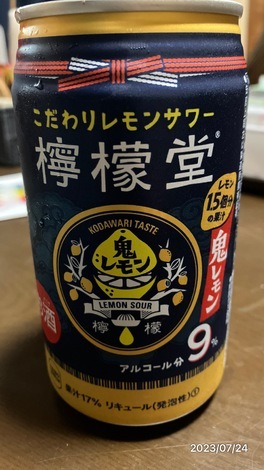 こだわりレモンサワー
檸檬堂®
レモン
1.5個分
の果汁
鬼レモン
KODAWARI TASTE
鬼
レモン
LEMON SOUR
檸檬
お酒
アルコール分 9%
果汁17% リキュール(発泡性)①
2023/07/24